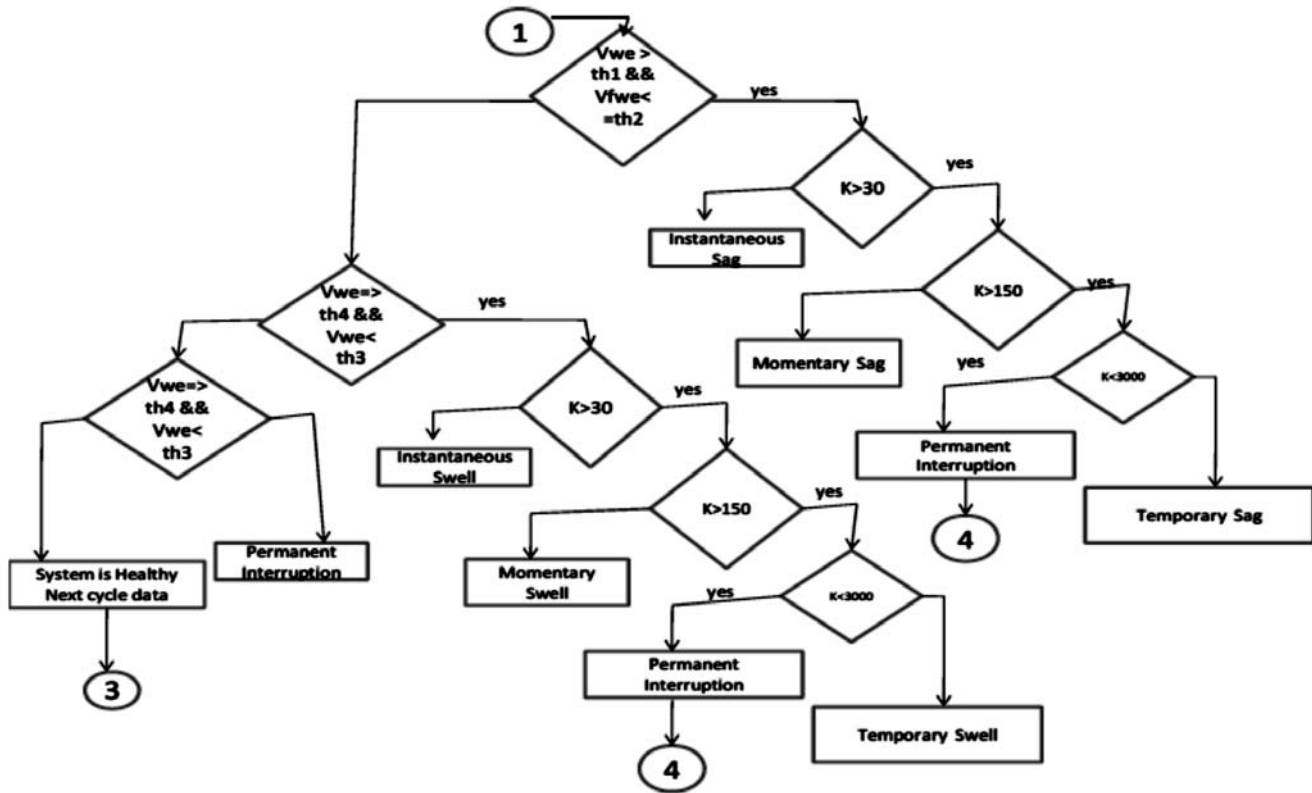 1
Vwe >
th1 &&
Vfwe<
=th2
yes
K>30
yes
Instantaneous
Sag
K>150
yes
Momentary Sag
yes
K<3000
Permanent
Interruption
4
Temporary Sag
Vwe=>
th4 &&
Vwe<
th3
yes
Vwe=>
th4 &&
Vwe<
th3
K>30
yes
Instantaneous
Swell
K>150
yes
Permanent
Interruption
System is Healthy
Next cycle data
3
Momentary
Swell
yes
K<3000
Permanent
Interruption
4
Temporary Swell